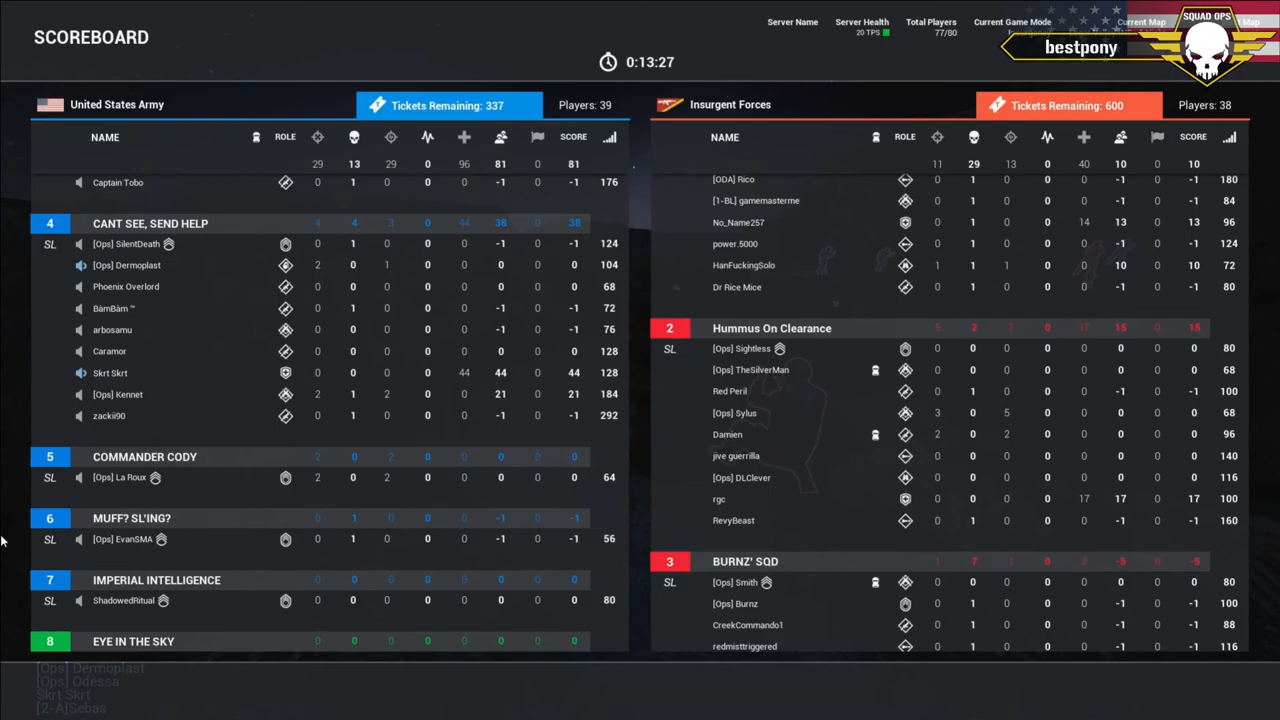 SCOREBOARD
Server Name Server Health Total Players Current Game Mode Current Map
20 TPS 77/80
SQUAD OPS
bestpony
0:13:27
United States Army Tickets Remaining: 337 Players: 39
NAME ROLE SCORE
29 13 29 0 96 81 0 81
Captain Tobo 0 1 0 0 0 -1 0 -1 176
4 CANT SEE, SEND HELP 4 4 3 0 44 38 0 38
SL [Ops] SilentDeath 0 1 0 0 0 -1 0 -1 124
[Ops] Dermoplast 2 0 1 0 0 0 0 0 104
Phoenix Overlord 0 0 0 0 0 0 0 0 68
BàmBàm ™ 0 1 0 0 0 -1 0 -1 72
arbosamu 0 0 0 0 0 -1 0 -1 76
Caramor 0 0 0 0 0 0 0 0 128
Skrt Skrt 0 0 0 0 44 44 0 44 128
[Ops] Kennet 2 1 2 0 0 21 0 21 184
zackii90 0 1 0 0 0 -1 0 -1 292
5 COMMANDER CODY 2 0 2 0 0 0 0 0
SL [Ops] La Roux 2 0 2 0 0 0 0 0 64
6 MUFF? SL'ING? 0 1 0 0 0 -1 0 -1
SL [Ops] EvanSMA 0 1 0 0 0 -1 0 -1 56
7 IMPERIAL INTELLIGENCE 0 0 0 0 0 0 0 0
SL ShadowedRitual 0 0 0 0 0 0 0 0 80
8 EYE IN THE SKY 0 0 0 0 0 0 0 0
Insurgent Forces Tickets Remaining: 600 Players: 38
NAME ROLE SCORE
11 29 13 0 40 10 0 10
[ODA] Rico 0 1 0 0 0 -1 0 -1 180
[1-BL] gamemasterme 0 1 0 0 0 -1 0 -1 84
No_Name257 0 1 0 0 14 13 0 13 96
power.5000 0 1 0 0 0 -1 0 -1 124
HanFuckingSolo 1 1 1 0 0 10 0 10 72
Dr Rice Mice 0 1 0 0 0 -1 0 -1 80
2 Hummus On Clearance 5 2 7 0 17 15 0 15
SL [Ops] Sightless 0 0 0 0 0 0 0 0 80
[Ops] TheSilverMan 0 0 0 0 0 0 0 0 68
Red Peril 0 1 0 0 0 -1 0 -1 100
[Ops] Sylus 3 0 5 0 0 0 0 0 68
Damien 2 0 2 0 0 0 0 0 96
jive guerrilla 0 0 0 0 0 0 0 0 140
[Ops] DLClever 0 0 0 0 0 0 0 0 116
rgc 0 0 0 0 17 17 0 17 100
RevyBeast 0 1 0 0 0 -1 0 -1 160
3 BURNZ' SQD 1 7 1 0 2 -5 0 -5
SL [Ops] Smith 0 0 0 0 0 0 0 0 80
[Ops] Burnz 0 1 0 0 0 -1 0 -1 100
CreekCommando1 0 1 0 0 0 -1 0 -1 88
redmisttriggered 0 1 0 0 0 -1 0 -1 116
[Ops] Dermoplast
[Ops] Odessa
Skrt Skrt
[2-A]Sebas